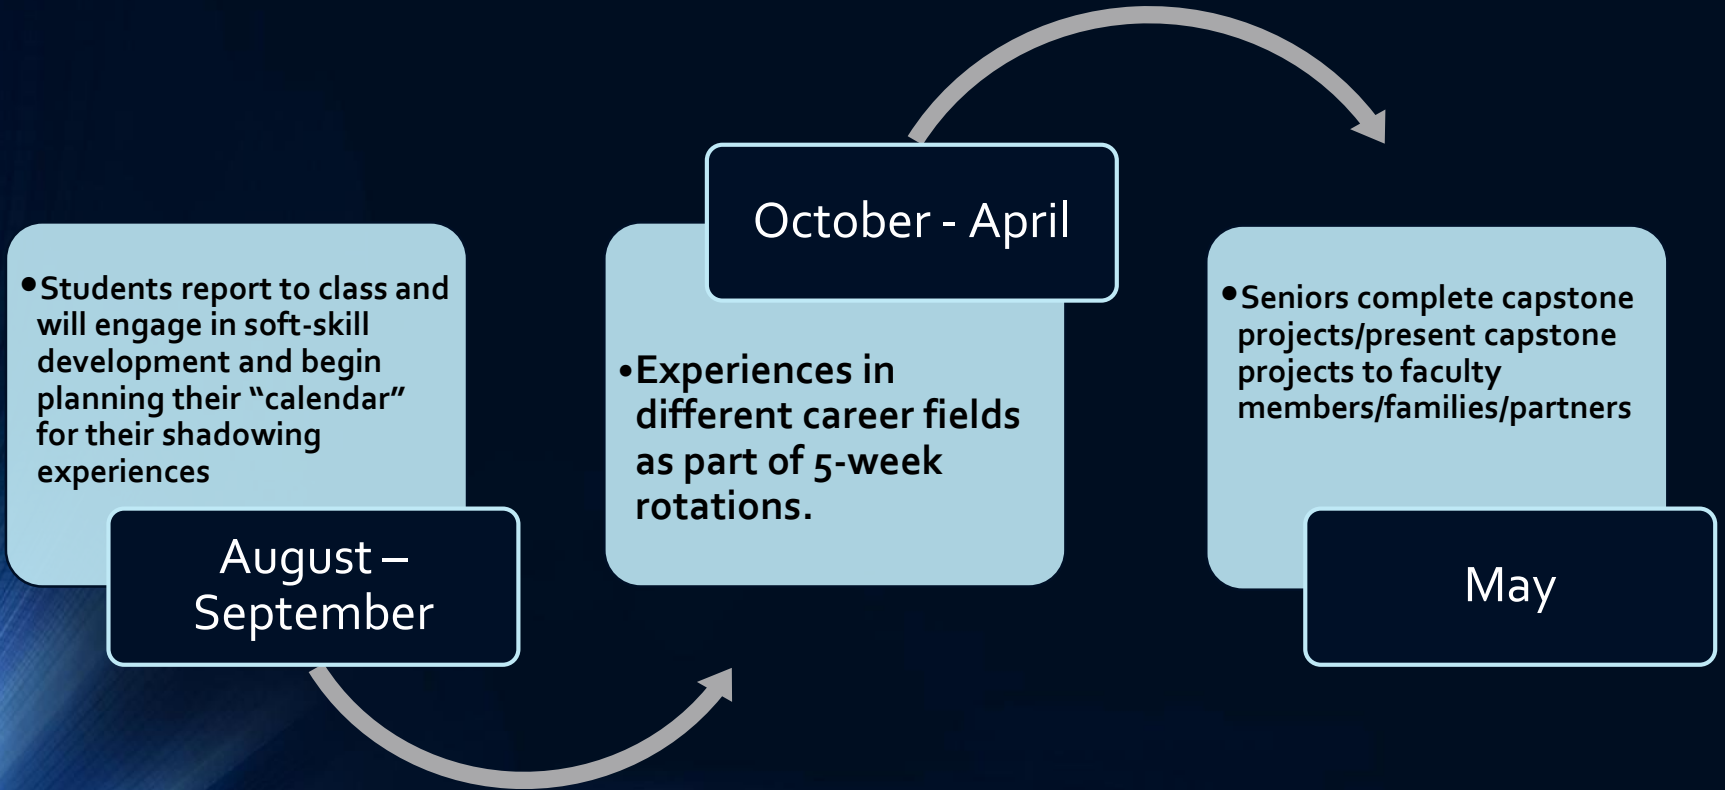 •Students report to class and
will engage in soft-skill
development and begin
planning their “calendar”
for their shadowing
experiences
August –
September
October - April
•Experiences in
different career fields
as part of 5-week
rotations.
•Seniors complete capstone
projects/present capstone
projects to faculty
members/families/partners
May